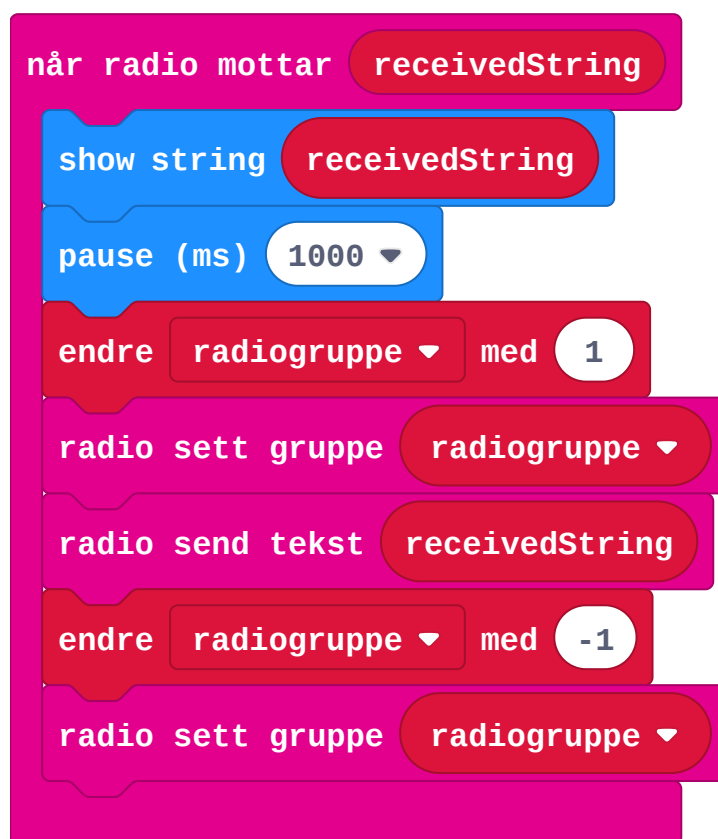 når radio mottar receivedString
show string receivedString
pause (ms) 1000
endre radiogruppe med 1
radio sett gruppe radiogruppe
radio send tekst receivedString
endre radiogruppe med -1
radio sett gruppe radiogruppe